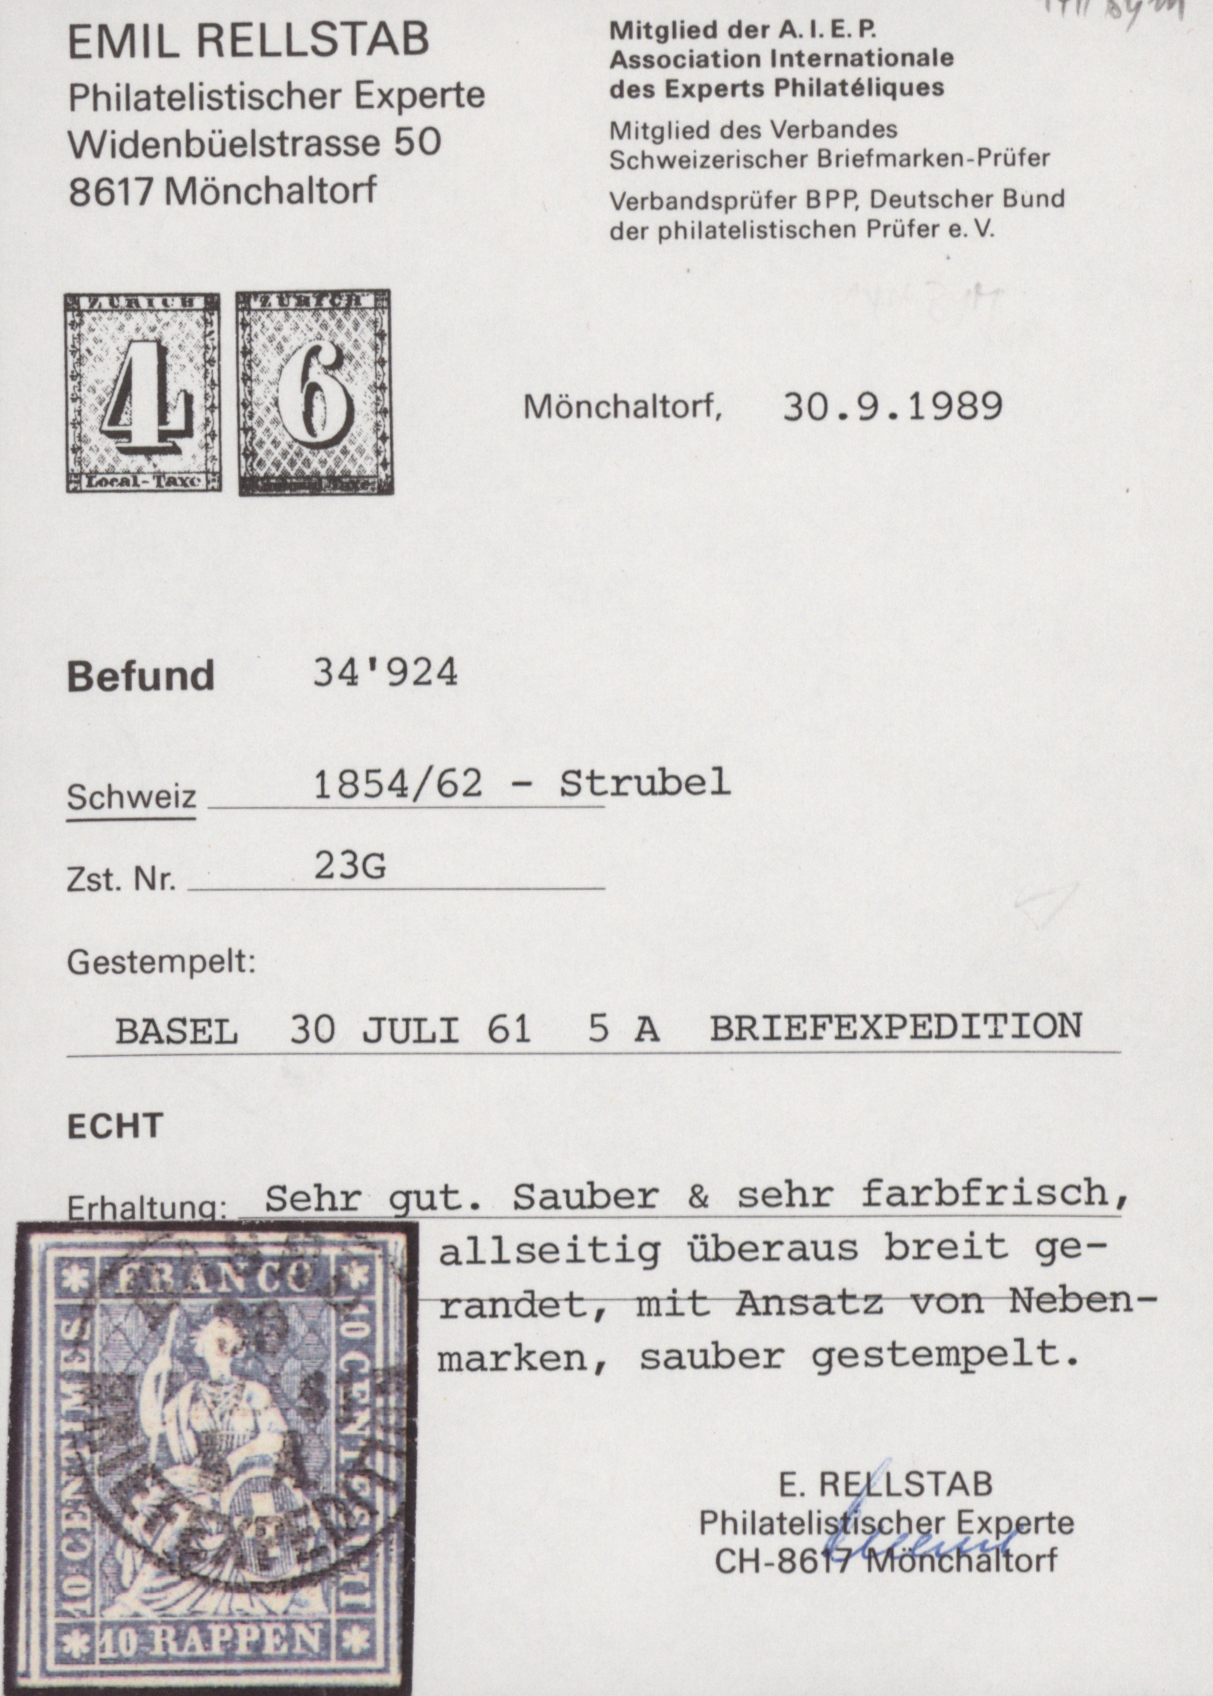 EMIL RELLSTAB
Philatelistischer Experte
Widenbüelstrasse 50
8617 Mönchaltorf
Mitglied der A.I.E.P.
Association Internationale
des Experts Philatéliques
Mitglied des Verbandes
Schweizerischer Briefmarken-Prüfer
Verbandsprüfer BPP, Deutscher Bund
der philatelistischen Prüfer e.V.
ZÜRICH ZÜRICH
4 6
Local-Taxe
Mönchaltorf, 30.9.1989
Befund 34'924
Schweiz 1854/62 - Strubel
Zst. Nr. 23G
Gestempelt:
BASEL 30 JULI 61 5 A BRIEFEXPEDITION
ECHT
Erhaltung: Sehr gut. Sauber & sehr farbfrisch,
allseitig überaus breit ge-
randet, mit Ansatz von Neben-
marken, sauber gestempelt.
FRANCO
10 CENTIMES
10 CENTESIMI
10 RAPPEN
E. RELLSTAB
Philatelistischer Experte
CH-8617 Mönchaltorf